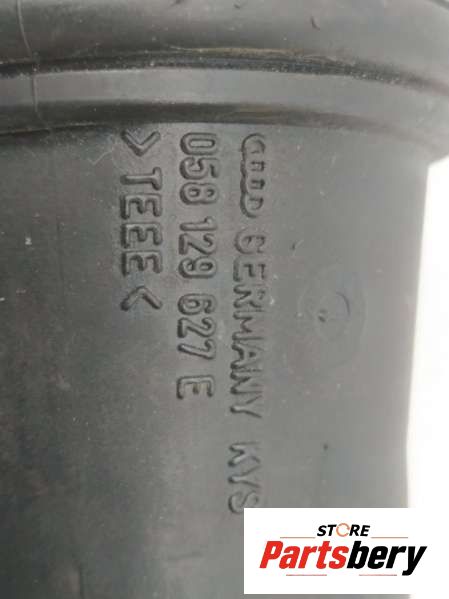 GERMANY KYS
058 129 627 E
>TEEE<
STORE
Partsbery